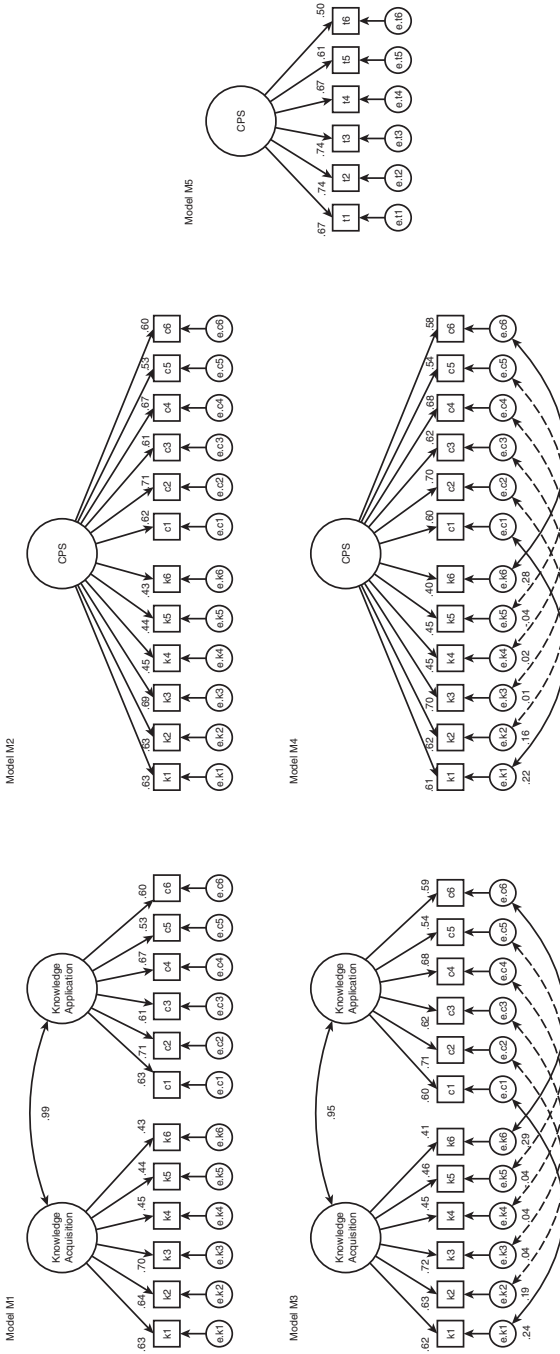 Model M1
Knowledge Acquisition
Knowledge Application
.99
.63 .64 .70 .45 .44 .43 .63 .71 .61 .67 .53 .60
k1 k2 k3 k4 k5 k6 c1 c2 c3 c4 c5 c6
e.k1 e.k2 e.k3 e.k4 e.k5 e.k6 e.c1 e.c2 e.c3 e.c4 e.c5 e.c6
Model M2
CPS
.63 .63 .69 .45 .44 .43 .62 .71 .61 .67 .53 .60
k1 k2 k3 k4 k5 k6 c1 c2 c3 c4 c5 c6
e.k1 e.k2 e.k3 e.k4 e.k5 e.k6 e.c1 e.c2 e.c3 e.c4 e.c5 e.c6
Model M3
Knowledge Acquisition
Knowledge Application
.95
.62 .63 .72 .45 .46 .41 .60 .71 .62 .68 .54 .59
k1 k2 k3 k4 k5 k6 c1 c2 c3 c4 c5 c6
e.k1 e.k2 e.k3 e.k4 e.k5 e.k6 e.c1 e.c2 e.c3 e.c4 e.c5 e.c6
.24 .19 .04 .04 .04 .29
Model M4
CPS
.61 .62 .70 .45 .45 .40 .60 .70 .62 .68 .54 .58
k1 k2 k3 k4 k5 k6 c1 c2 c3 c4 c5 c6
e.k1 e.k2 e.k3 e.k4 e.k5 e.k6 e.c1 e.c2 e.c3 e.c4 e.c5 e.c6
.22 .16 .01 .02 .04 .28
Model M5
CPS
.67 .74 .74 .67 .61 .50
t1 t2 t3 t4 t5 t6
e.t1 e.t2 e.t3 e.t4 e.t5 e.t6